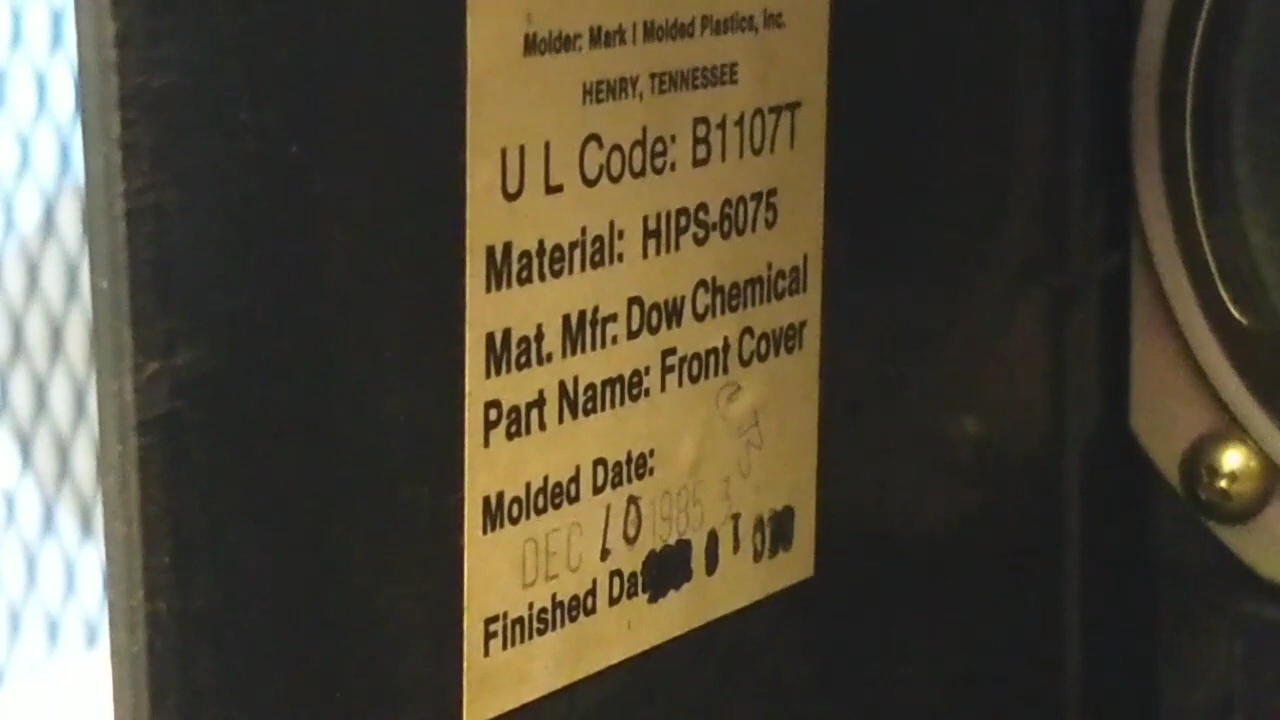 Molder: Mark I Molded Plastics, Inc.
HENRY, TENNESSEE
U L Code: B1107T
Material: HIPS-6075
Mat. Mfr: Dow Chemical
Part Name: Front Cover
Molded Date:
DEC 10 1985
Finished